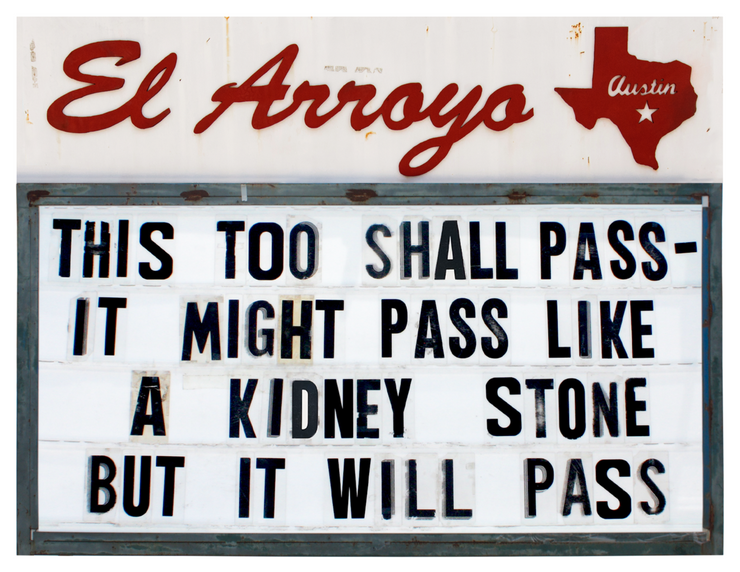 El Arroyo
Austin
THIS TOO SHALL PASS-
IT MIGHT PASS LIKE
A KIDNEY STONE
BUT IT WILL PASS